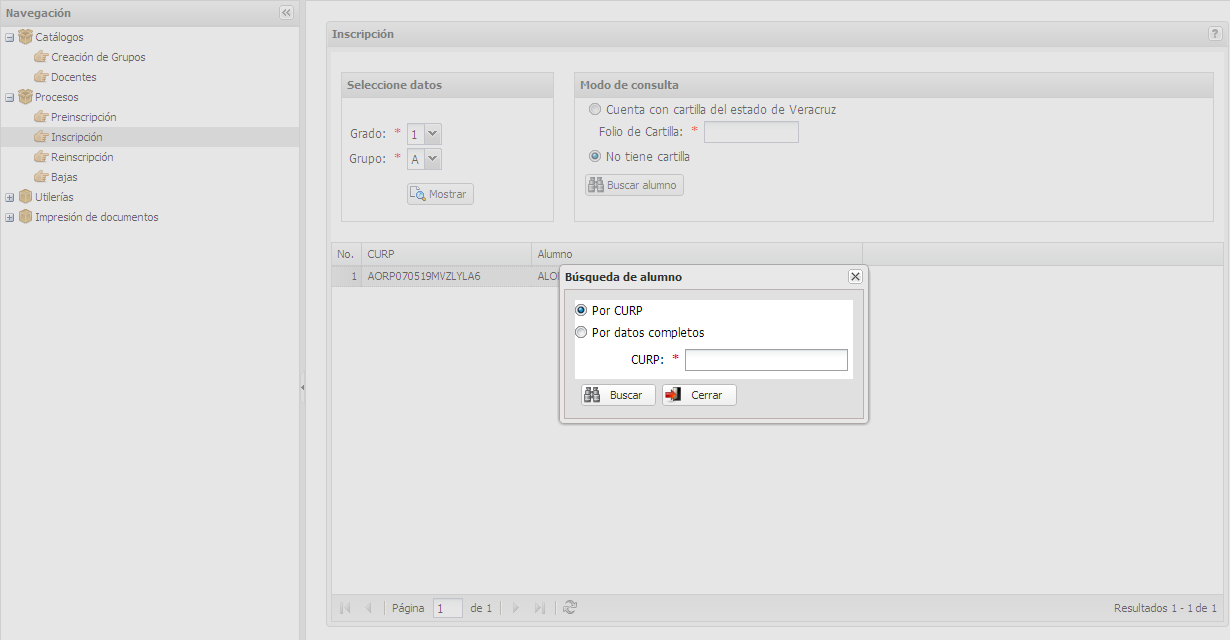 Navegación
Catálogos
Creación de Grupos
Docentes
Procesos
Preinscripción
Inscripción
Reinscripción
Bajas
Utilerías
Impresión de documentos
Inscripción
?
Seleccione datos
Grado: * 1
Grupo: * A
Mostrar
Modo de consulta
Cuenta con cartilla del estado de Veracruz
Folio de Cartilla: *
No tiene cartilla
Buscar alumno
No. CURP Alumno
1 AORP070519MVZLYLA6
Búsqueda de alumno
Por CURP
Por datos completos
CURP: *
Buscar Cerrar
Página 1 de 1
Resultados 1 - 1 de 1